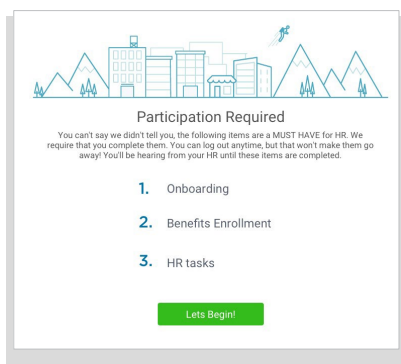 Participation Required
You can't say we didn't tell you, the following items are a MUST HAVE for HR. We
require that you complete them. You can log out anytime, but that won't make them go
away! You'll be hearing from your HR until these items are completed.
1. Onboarding
2. Benefits Enrollment
3. HR tasks
Lets Begin!